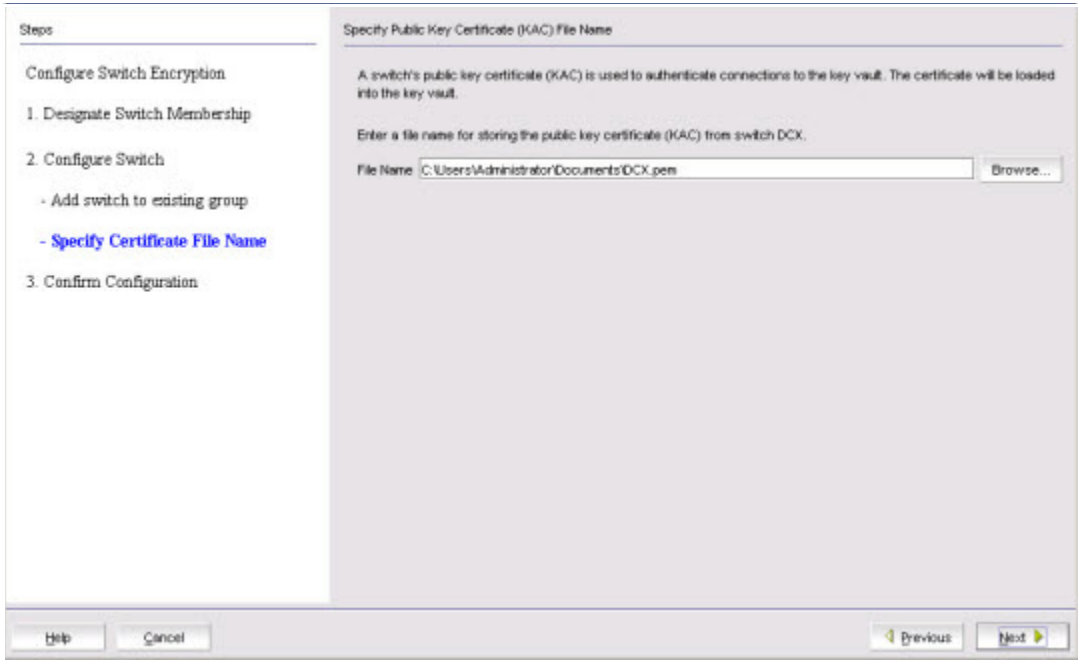 Steps
Configure Switch Encryption
1. Designate Switch Membership
2. Configure Switch
- Add switch to existing group
- Specify Certificate File Name
3. Confirm Configuration
Specify Public Key Certificate (KAC) File Name
A switch's public key certificate (KAC) is used to authenticate connections to the key vault. The certificate will be loaded
into the key vault.
Enter a file name for storing the public key certificate (KAC) from switch DCX.
File Name C:\Users\Administrator\Documents\DCX.pem Browse...
Help Cancel Previous Next